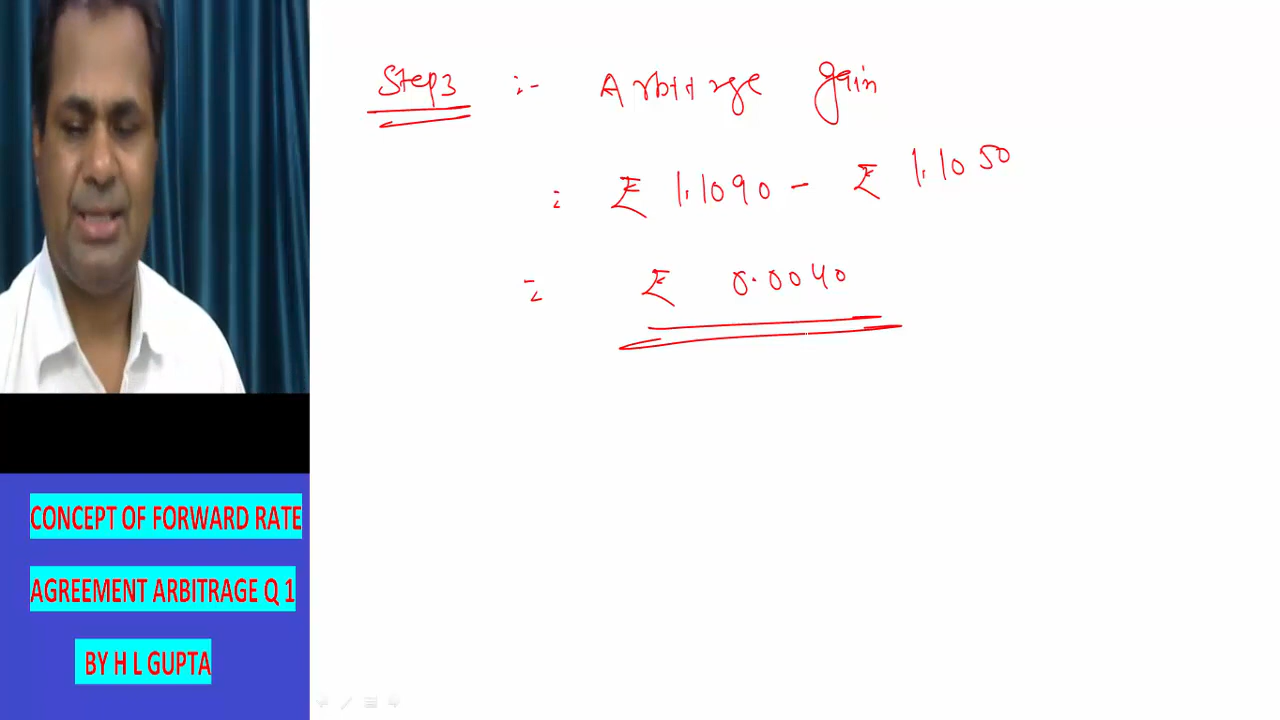 Step3 :- Arbitrage gain
= ₹ 1.1090 - ₹ 1.1050
= ₹ 0.0040
CONCEPT OF FORWARD RATE
AGREEMENT ARBITRAGE Q 1
BY H L GUPTA